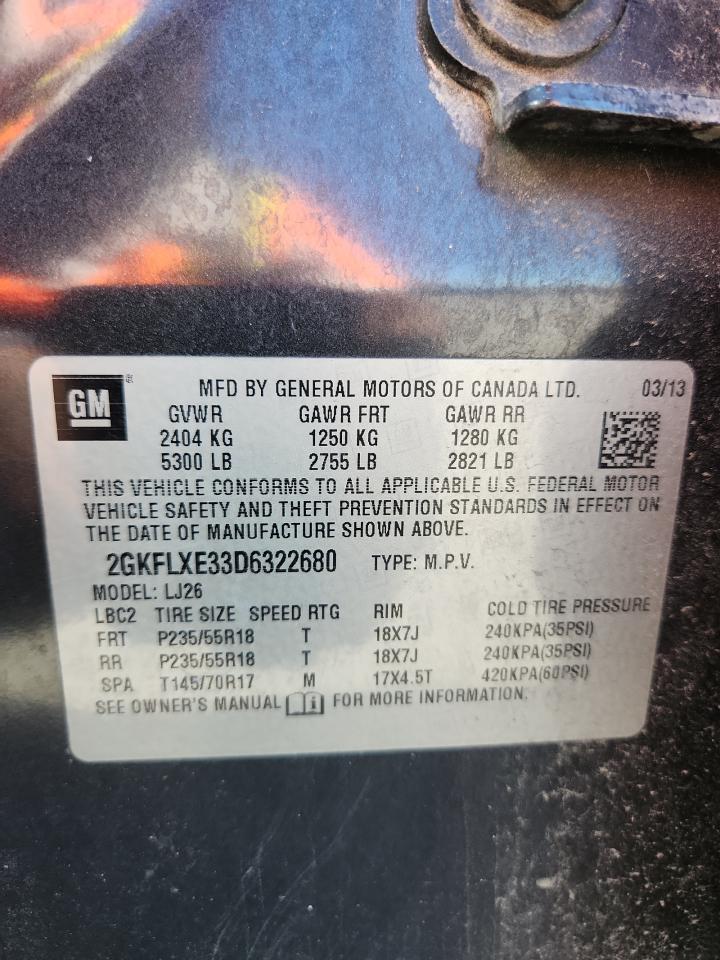 GM
MFD BY GENERAL MOTORS OF CANADA LTD. 03/13
GVWR GAWR FRT GAWR RR
2404 KG 1250 KG 1280 KG
5300 LB 2755 LB 2821 LB
THIS VEHICLE CONFORMS TO ALL APPLICABLE U.S. FEDERAL MOTOR
VEHICLE SAFETY AND THEFT PREVENTION STANDARDS IN EFFECT ON
THE DATE OF MANUFACTURE SHOWN ABOVE.
2GKFLXE33D6322680 TYPE: M.P.V.
MODEL: LJ26
LBC2 TIRE SIZE SPEED RTG RIM COLD TIRE PRESSURE
FRT P235/55R18 T 18X7J 240KPA(35PSI)
RR P235/55R18 T 18X7J 240KPA(35PSI)
SPA T145/70R17 M 17X4.5T 420KPA(60PSI)
SEE OWNER'S MANUAL FOR MORE INFORMATION.